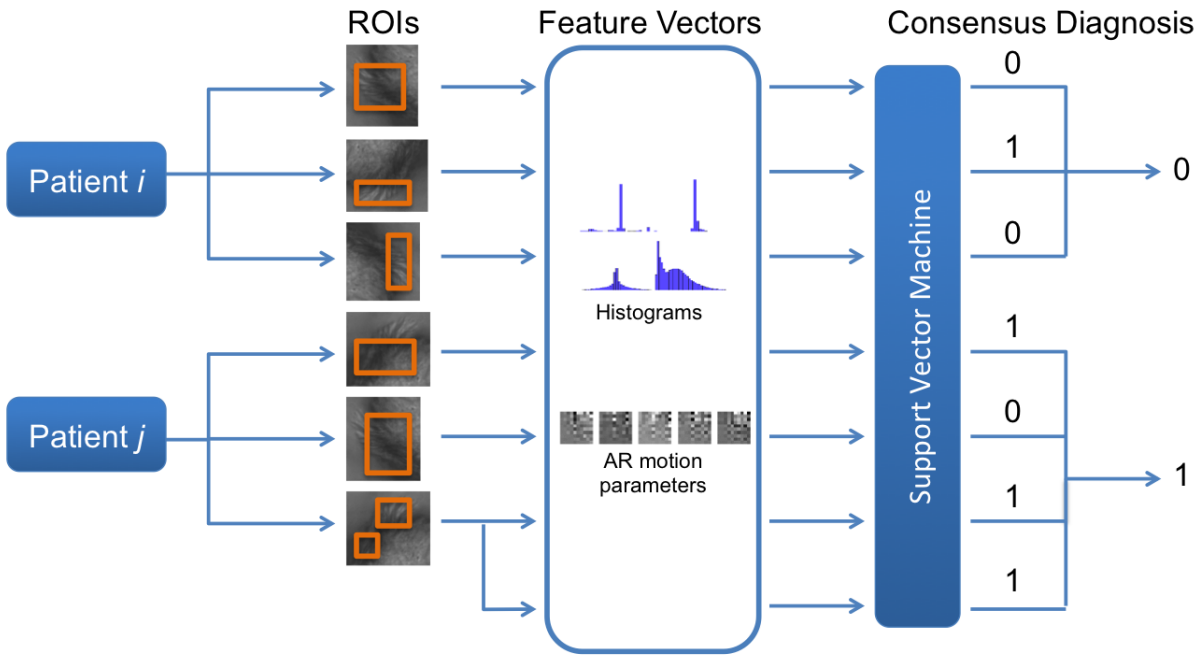 ROIs
Feature Vectors
Consensus Diagnosis
Patient i
Patient j
Histograms
AR motion
parameters
Support Vector Machine
0
1
0
0
1
0
1
1
1